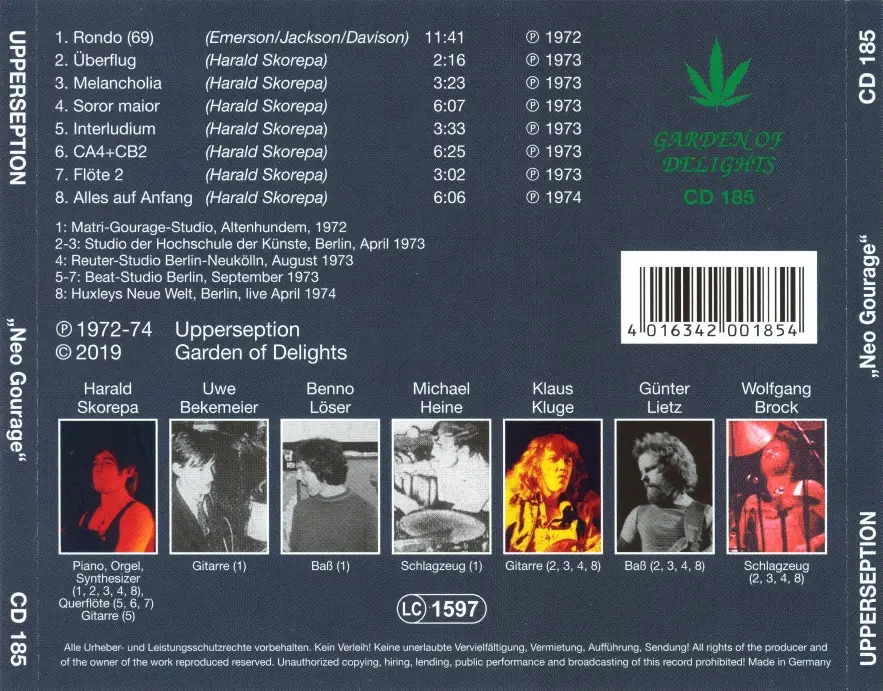 UPPERSEPTION
„Neo Gourage“
CD 185
1. Rondo (69) (Emerson/Jackson/Davison) 11:41 ℗ 1972
2. Überflug (Harald Skorepa) 2:16 ℗ 1973
3. Melancholia (Harald Skorepa) 3:23 ℗ 1973
4. Soror maior (Harald Skorepa) 6:07 ℗ 1973
5. Interludium (Harald Skorepa) 3:33 ℗ 1973
6. CA4+CB2 (Harald Skorepa) 6:25 ℗ 1973
7. Flöte 2 (Harald Skorepa) 3:02 ℗ 1973
8. Alles auf Anfang (Harald Skorepa) 6:06 ℗ 1974
GARDEN OF
DELIGHTS
CD 185
1: Matri-Gourage-Studio, Altenhundem, 1972
2-3: Studio der Hochschule der Künste, Berlin, April 1973
4: Reuter-Studio Berlin-Neukölln, August 1973
5-7: Beat-Studio Berlin, September 1973
8: Huxleys Neue Welt, Berlin, live April 1974
4 016342 001854
℗ 1972-74 Upperseption
© 2019 Garden of Delights
Harald
Skorepa
Uwe
Bekemeier
Benno
Löser
Michael
Heine
Klaus
Kluge
Günter
Lietz
Wolfgang
Brock
Piano, Orgel,
Synthesizer
(1, 2, 3, 4, 8),
Querflöte (5, 6, 7)
Gitarre (5)
Gitarre (1)
Baß (1)
Schlagzeug (1)
Gitarre (2, 3, 4, 8)
Baß (2, 3, 4, 8)
Schlagzeug
(2, 3, 4, 8)
LC 1597
Alle Urheber- und Leistungsschutzrechte vorbehalten. Kein Verleih! Keine unerlaubte Vervielfältigung, Vermietung, Aufführung, Sendung! All rights of the producer and
of the owner of the work reproduced reserved. Unauthorized copying, hiring, lending, public performance and broadcasting of this record prohibited! Made in Germany
CD 185
„Neo Gourage“
UPPERSEPTION